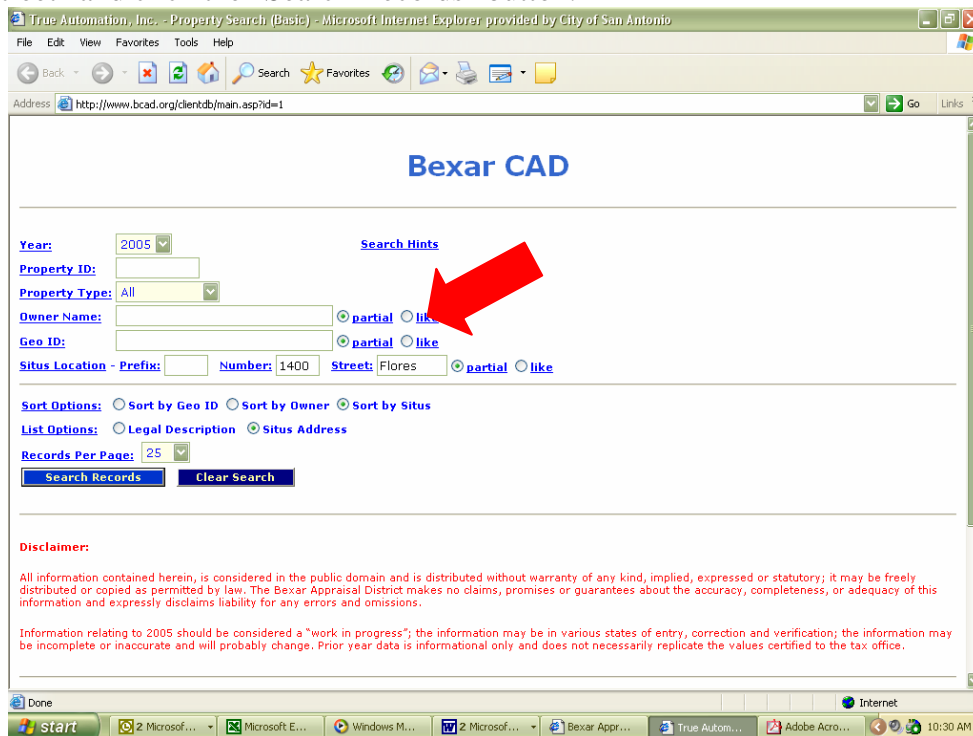 True Automation, Inc. - Property Search (Basic) - Microsoft Internet Explorer provided by City of San Antonio
File Edit View Favorites Tools Help
Back Search Favorites
Address http://www.bcad.org/clientdb/main.asp?id=1 Go Links
Bexar CAD
Year: 2005 Search Hints
Property ID:
Property Type: All
Owner Name: partial like
Geo ID: partial like
Situs Location - Prefix: Number: 1400 Street: Flores partial like
Sort Options: Sort by Geo ID Sort by Owner Sort by Situs
List Options: Legal Description Situs Address
Records Per Page: 25
Search Records Clear Search
Disclaimer:
All information contained herein, is considered in the public domain and is distributed without warranty of any kind, implied, expressed or statutory; it may be freely
distributed or copied as permitted by law. The Bexar Appraisal District makes no claims, promises or guarantees about the accuracy, completeness, or adequacy of this
information and expressly disclaims liability for any errors and omissions.
Information relating to 2005 should be considered a "work in progress"; the information may be in various states of entry, correction and verification; the information may
be incomplete or inaccurate and will probably change. Prior year data is informational only and does not necessarily replicate the values certified to the tax office.
Done Internet
start 2 Microsof... Microsoft E... Windows M... 2 Microsof... Bexar Appr... True Autom... Adobe Acro... 10:30 AM